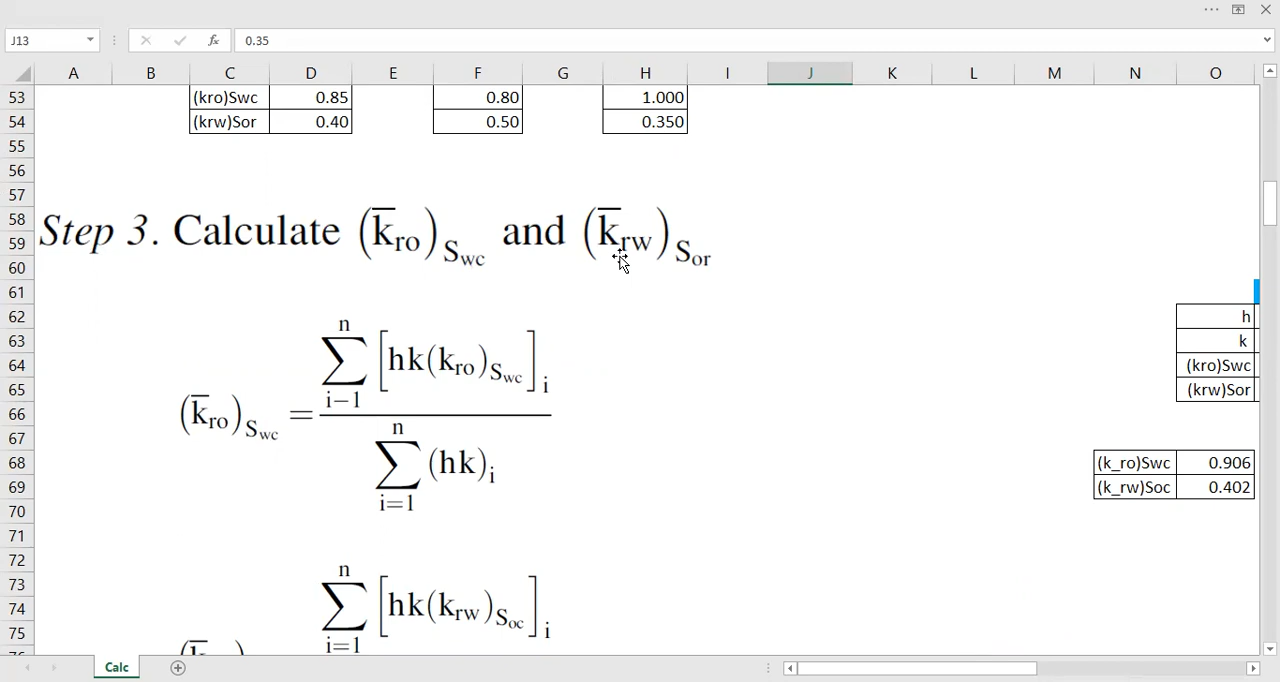 J13 fx 0.35
A B C D E F G H I J K L M N O
53 (kro)Swc 0.85 0.80 1.000
54 (krw)Sor 0.40 0.50 0.350
55
56
57
58 Step 3. Calculate (k̅ro)Swc and (k̅rw)Sor
59
60
61
62 h
63 k
64 (kro)Swc
65 (krw)Sor
66
67
68 (k_ro)Swc 0.906
69 (k_rw)Soc 0.402
70
71
72
73
74
75
n
∑ [hk(kro)Swc]i
i−1
(k̅ro)Swc =
n
∑ (hk)i
i=1
n
∑ [hk(krw)Soc]i
i=1
Calc